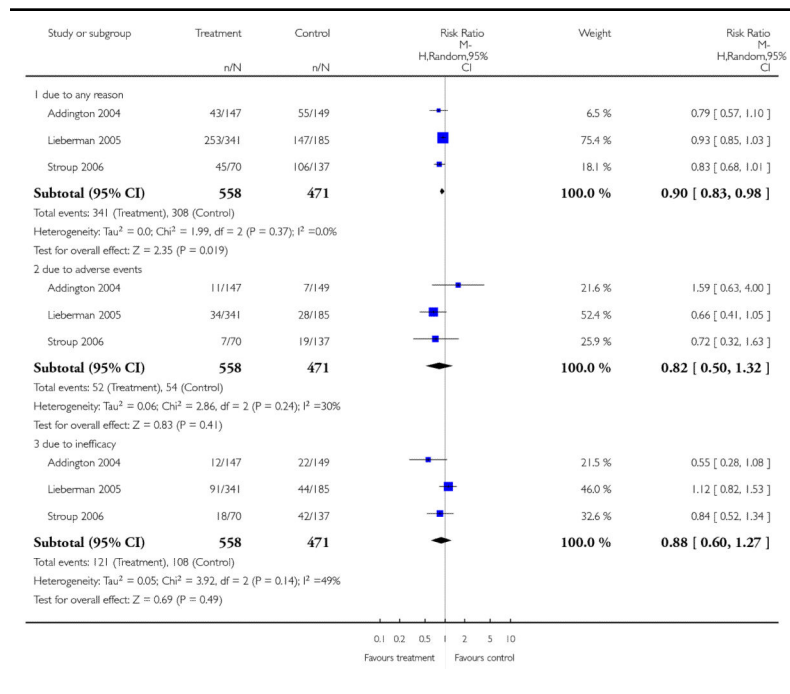 Study or subgroup Treatment Control Risk Ratio Weight Risk Ratio
M- M-
H,Random,95% H,Random,95%
n/N n/N CI CI
1 due to any reason
Addington 2004 43/147 55/149 6.5 % 0.79 [ 0.57, 1.10 ]
Lieberman 2005 253/341 147/185 75.4 % 0.93 [ 0.85, 1.03 ]
Stroup 2006 45/70 106/137 18.1 % 0.83 [ 0.68, 1.01 ]
Subtotal (95% CI) 558 471 100.0 % 0.90 [ 0.83, 0.98 ]
Total events: 341 (Treatment), 308 (Control)
Heterogeneity: Tau² = 0.0; Chi² = 1.99, df = 2 (P = 0.37); I² =0.0%
Test for overall effect: Z = 2.35 (P = 0.019)
2 due to adverse events
Addington 2004 11/147 7/149 21.6 % 1.59 [ 0.63, 4.00 ]
Lieberman 2005 34/341 28/185 52.4 % 0.66 [ 0.41, 1.05 ]
Stroup 2006 7/70 19/137 25.9 % 0.72 [ 0.32, 1.63 ]
Subtotal (95% CI) 558 471 100.0 % 0.82 [ 0.50, 1.32 ]
Total events: 52 (Treatment), 54 (Control)
Heterogeneity: Tau² = 0.06; Chi² = 2.86, df = 2 (P = 0.24); I² =30%
Test for overall effect: Z = 0.83 (P = 0.41)
3 due to inefficacy
Addington 2004 12/147 22/149 21.5 % 0.55 [ 0.28, 1.08 ]
Lieberman 2005 91/341 44/185 46.0 % 1.12 [ 0.82, 1.53 ]
Stroup 2006 18/70 42/137 32.6 % 0.84 [ 0.52, 1.34 ]
Subtotal (95% CI) 558 471 100.0 % 0.88 [ 0.60, 1.27 ]
Total events: 121 (Treatment), 108 (Control)
Heterogeneity: Tau² = 0.05; Chi² = 3.92, df = 2 (P = 0.14); I² =49%
Test for overall effect: Z = 0.69 (P = 0.49)
0.1 0.2 0.5 1 2 5 10
Favours treatment Favours control